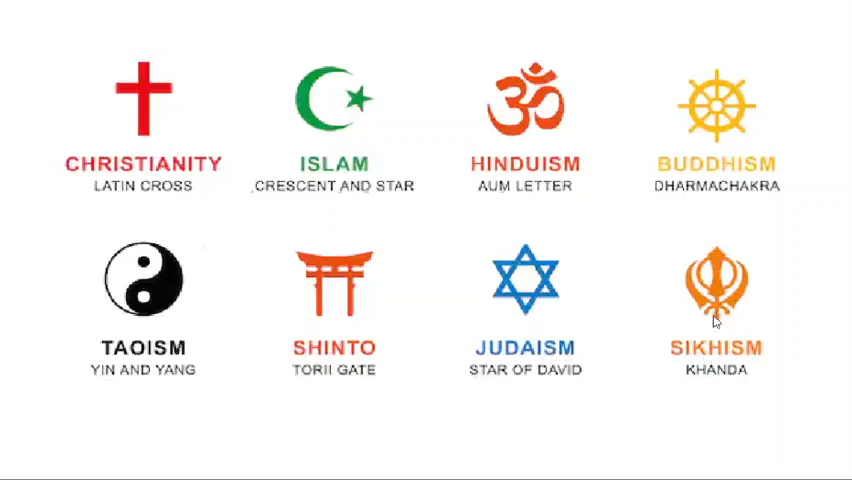 CHRISTIANITY
LATIN CROSS
ISLAM
CRESCENT AND STAR
HINDUISM
AUM LETTER
BUDDHISM
DHARMACHAKRA
TAOISM
YIN AND YANG
SHINTO
TORII GATE
JUDAISM
STAR OF DAVID
SIKHISM
KHANDA